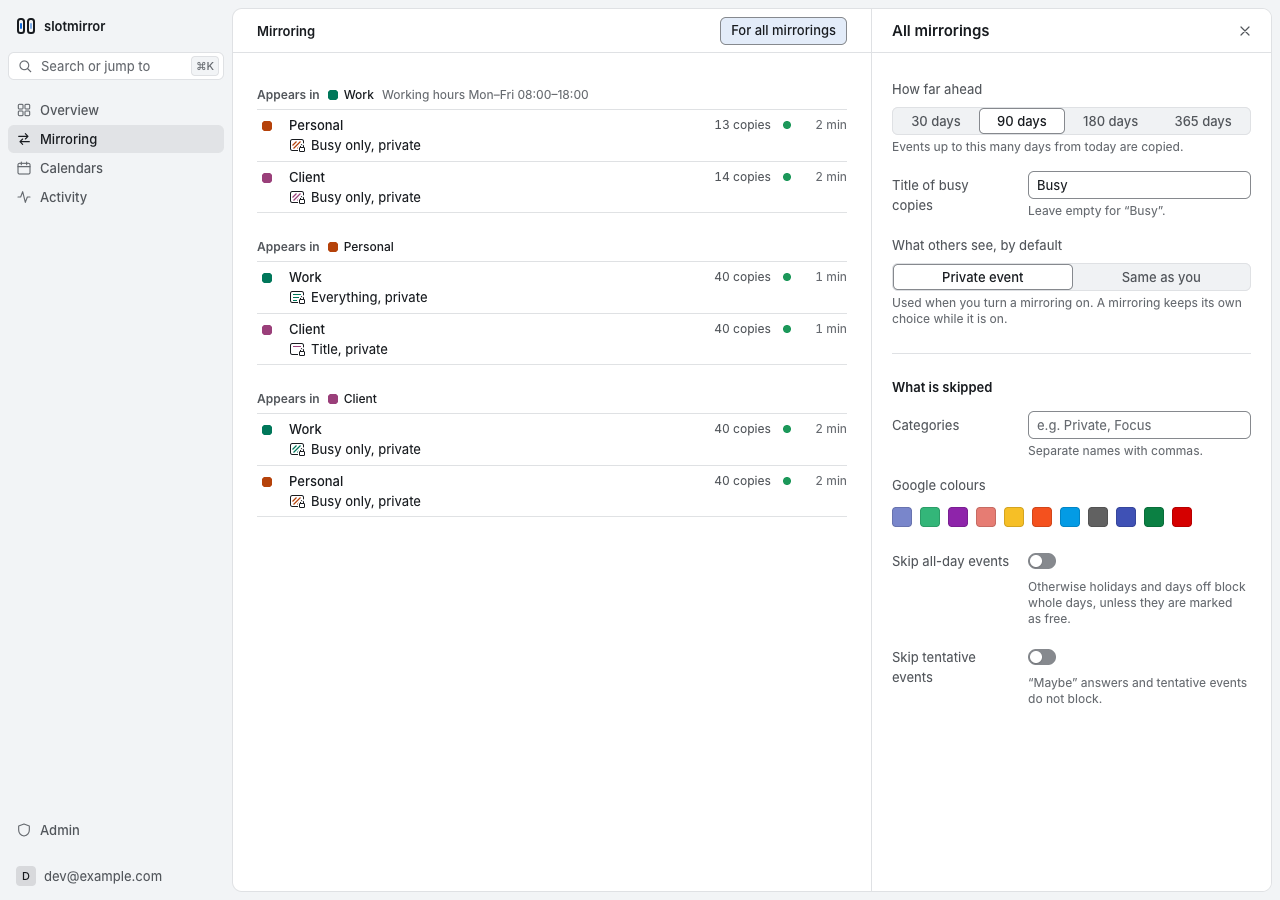 slotmirror
Search or jump to ⌘K
Overview
Mirroring
Calendars
Activity
Admin
D dev@example.com
Mirroring
For all mirrorings
Appears in Work Working hours Mon–Fri 08:00–18:00
Personal 13 copies 2 min
Busy only, private
Client 14 copies 2 min
Busy only, private
Appears in Personal
Work 40 copies 1 min
Everything, private
Client 40 copies 1 min
Title, private
Appears in Client
Work 40 copies 2 min
Busy only, private
Personal 40 copies 2 min
Busy only, private
All mirrorings
How far ahead
30 days 90 days 180 days 365 days
Events up to this many days from today are copied.
Title of busy
copies
Busy
Leave empty for “Busy”.
What others see, by default
Private event Same as you
Used when you turn a mirroring on. A mirroring keeps its own
choice while it is on.
What is skipped
Categories e.g. Private, Focus
Separate names with commas.
Google colours
Skip all-day events
Otherwise holidays and days off block
whole days, unless they are marked
as free.
Skip tentative
events
“Maybe” answers and tentative events
do not block.